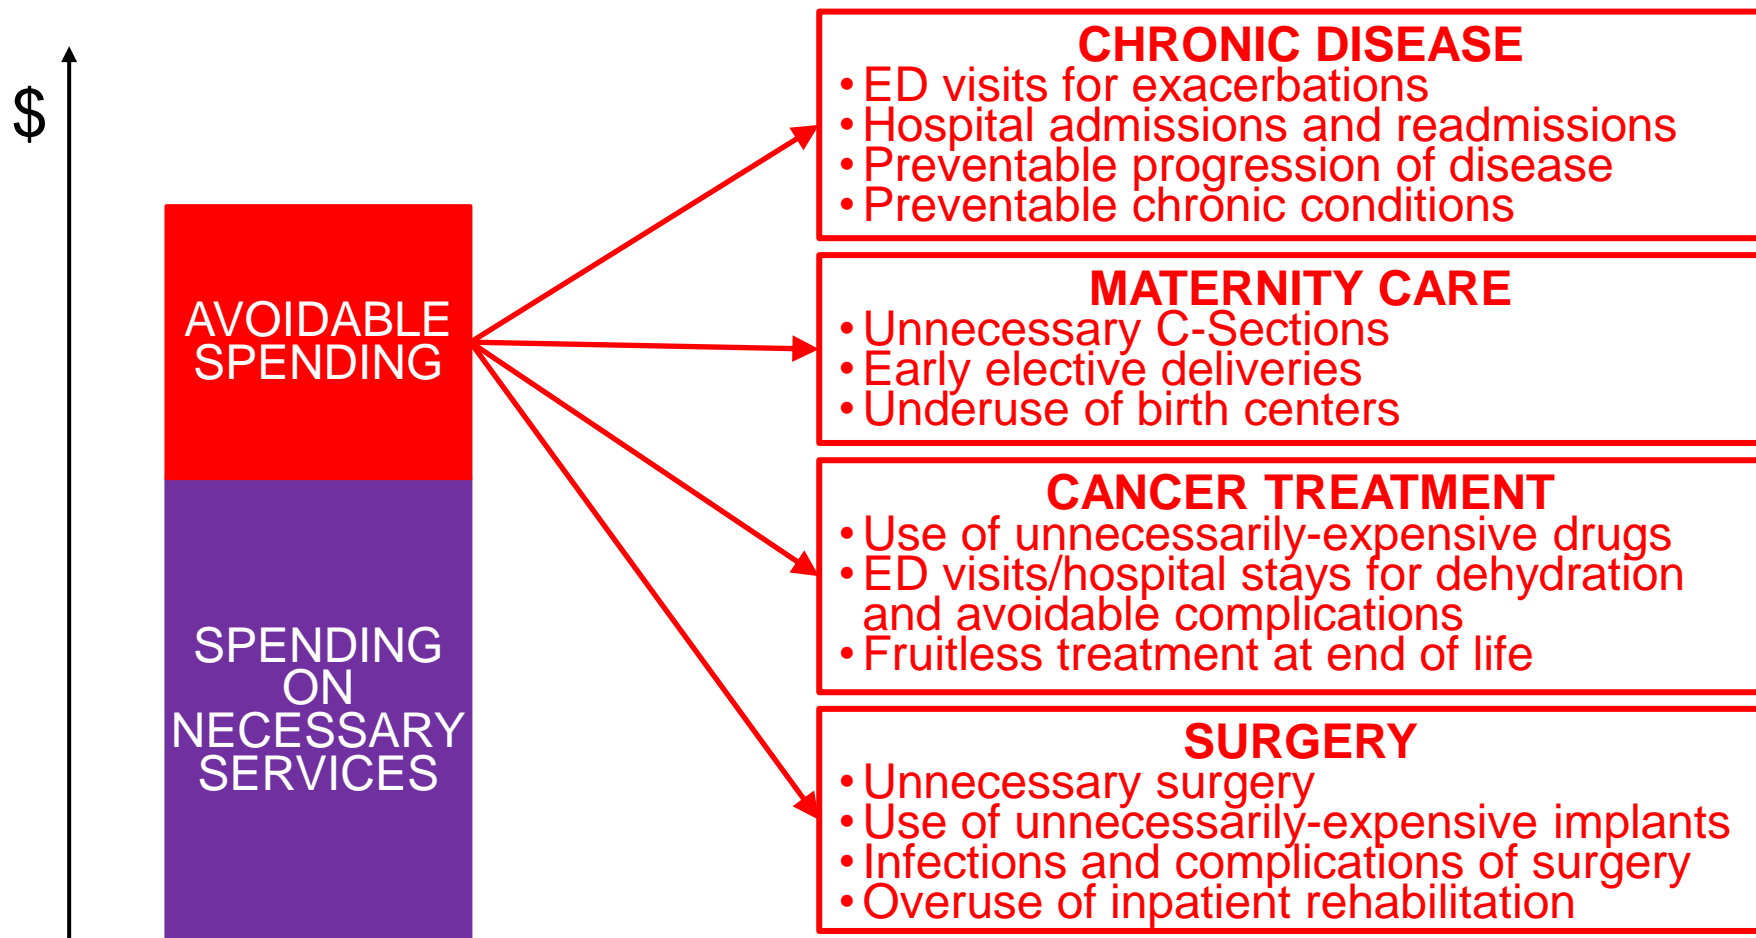 $
AVOIDABLE
SPENDING
SPENDING
ON
NECESSARY
SERVICES
CHRONIC DISEASE
• ED visits for exacerbations
• Hospital admissions and readmissions
• Preventable progression of disease
• Preventable chronic conditions
MATERNITY CARE
• Unnecessary C-Sections
• Early elective deliveries
• Underuse of birth centers
CANCER TREATMENT
• Use of unnecessarily-expensive drugs
• ED visits/hospital stays for dehydration
and avoidable complications
• Fruitless treatment at end of life
SURGERY
• Unnecessary surgery
• Use of unnecessarily-expensive implants
• Infections and complications of surgery
• Overuse of inpatient rehabilitation